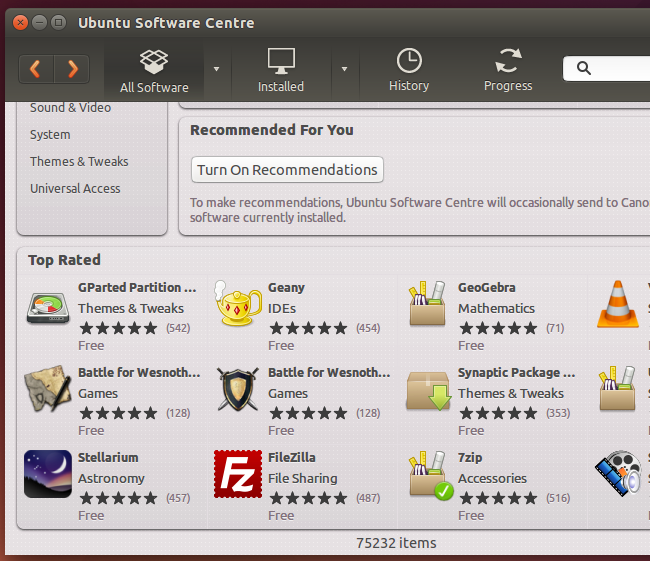 Ubuntu Software Centre
All Software
Installed
History
Progress
Sound & Video
System
Themes & Tweaks
Universal Access
Recommended For You
Turn On Recommendations
To make recommendations, Ubuntu Software Centre will occasionally send to Cano
software currently installed.
Top Rated
GParted Partition ...
Themes & Tweaks
(542)
Free
Geany
IDEs
(454)
Free
GeoGebra
Mathematics
(71)
Free
Battle for Wesnoth...
Games
(128)
Free
Battle for Wesnoth...
Games
(128)
Free
Synaptic Package ...
Themes & Tweaks
(353)
Free
Stellarium
Astronomy
(457)
Free
FileZilla
File Sharing
(487)
Free
Fz
7zip
Accessories
(516)
Free
75232 items